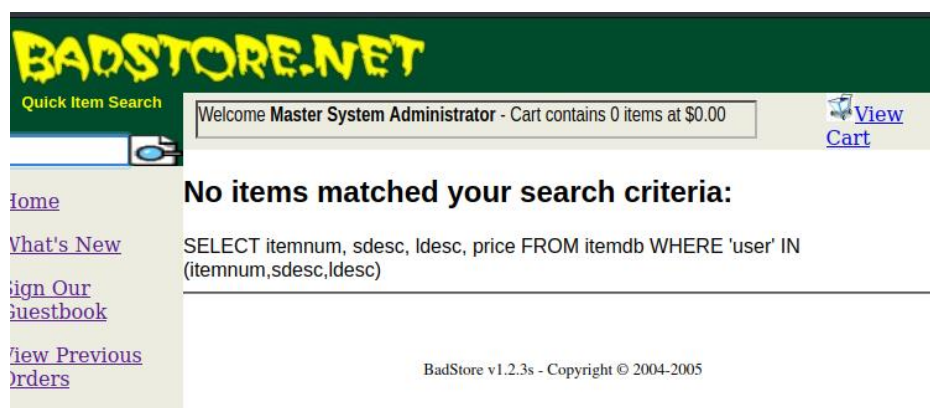 BADSTORE.NET
Quick Item Search
Welcome Master System Administrator - Cart contains 0 items at $0.00
View
Cart
No items matched your search criteria:
SELECT itemnum, sdesc, ldesc, price FROM itemdb WHERE 'user' IN
(itemnum,sdesc,ldesc)
Home
What's New
Sign Our
Guestbook
View Previous
Orders
BadStore v1.2.3s - Copyright © 2004-2005